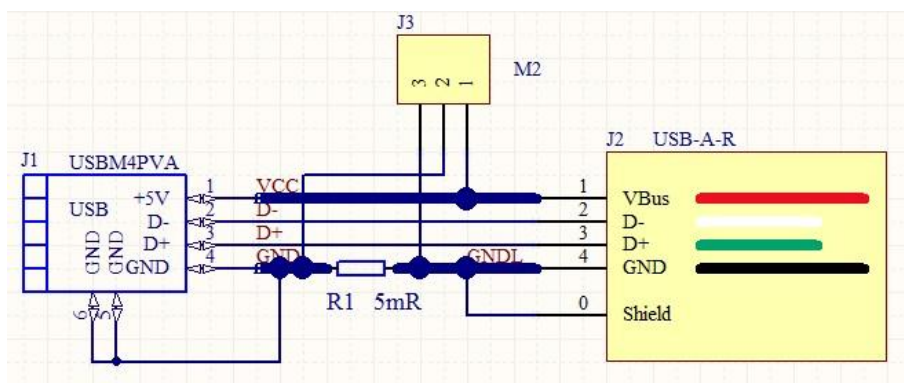 J3
M2
3
2
1
J1
USBM4PVA
USB
+5V
D-
D+
GND
GND
GND
1
2
3
4
6
5
VCC
D-
D+
GND
GNDL
R1 5mR
J2 USB-A-R
1
2
3
4
0
VBus
D-
D+
GND
Shield